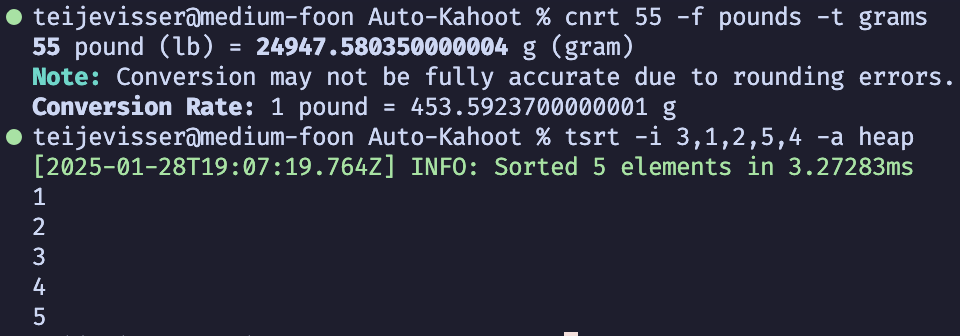 teijevisser@medium-foon Auto-Kahoot % cnrt 55 -f pounds -t grams
55 pound (lb) = 24947.580350000004 g (gram)
Note: Conversion may not be fully accurate due to rounding errors.
Conversion Rate: 1 pound = 453.5923700000001 g
teijevisser@medium-foon Auto-Kahoot % tsrt -i 3,1,2,5,4 -a heap
[2025-01-28T19:07:19.764Z] INFO: Sorted 5 elements in 3.27283ms
1
2
3
4
5